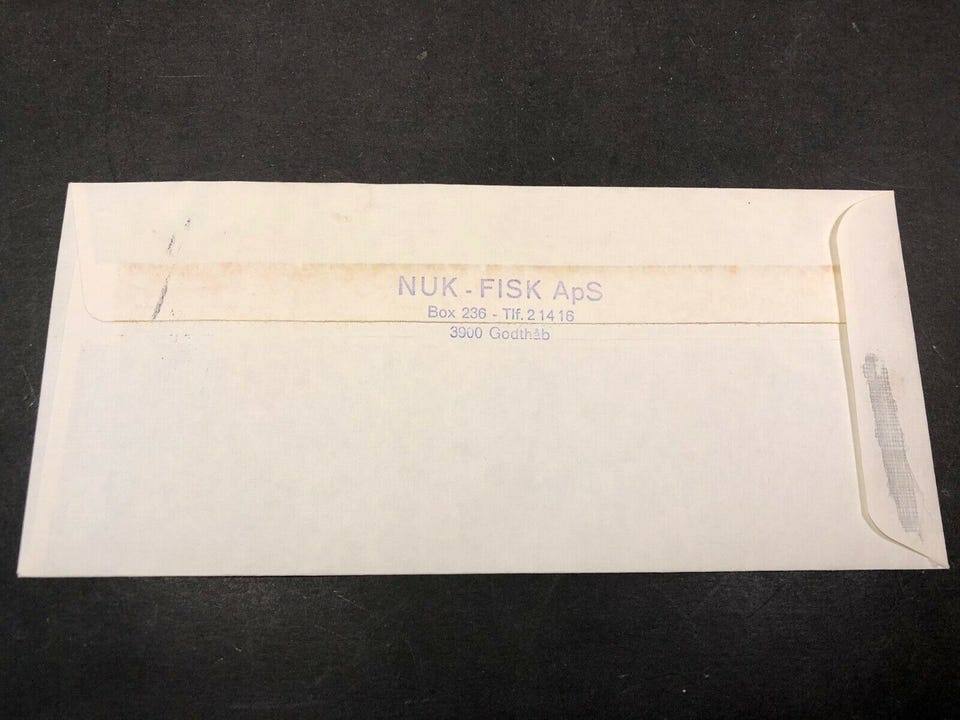 NUK - FISK ApS
Box 236 - Tlf. 2 14 16
3900 Godthåb